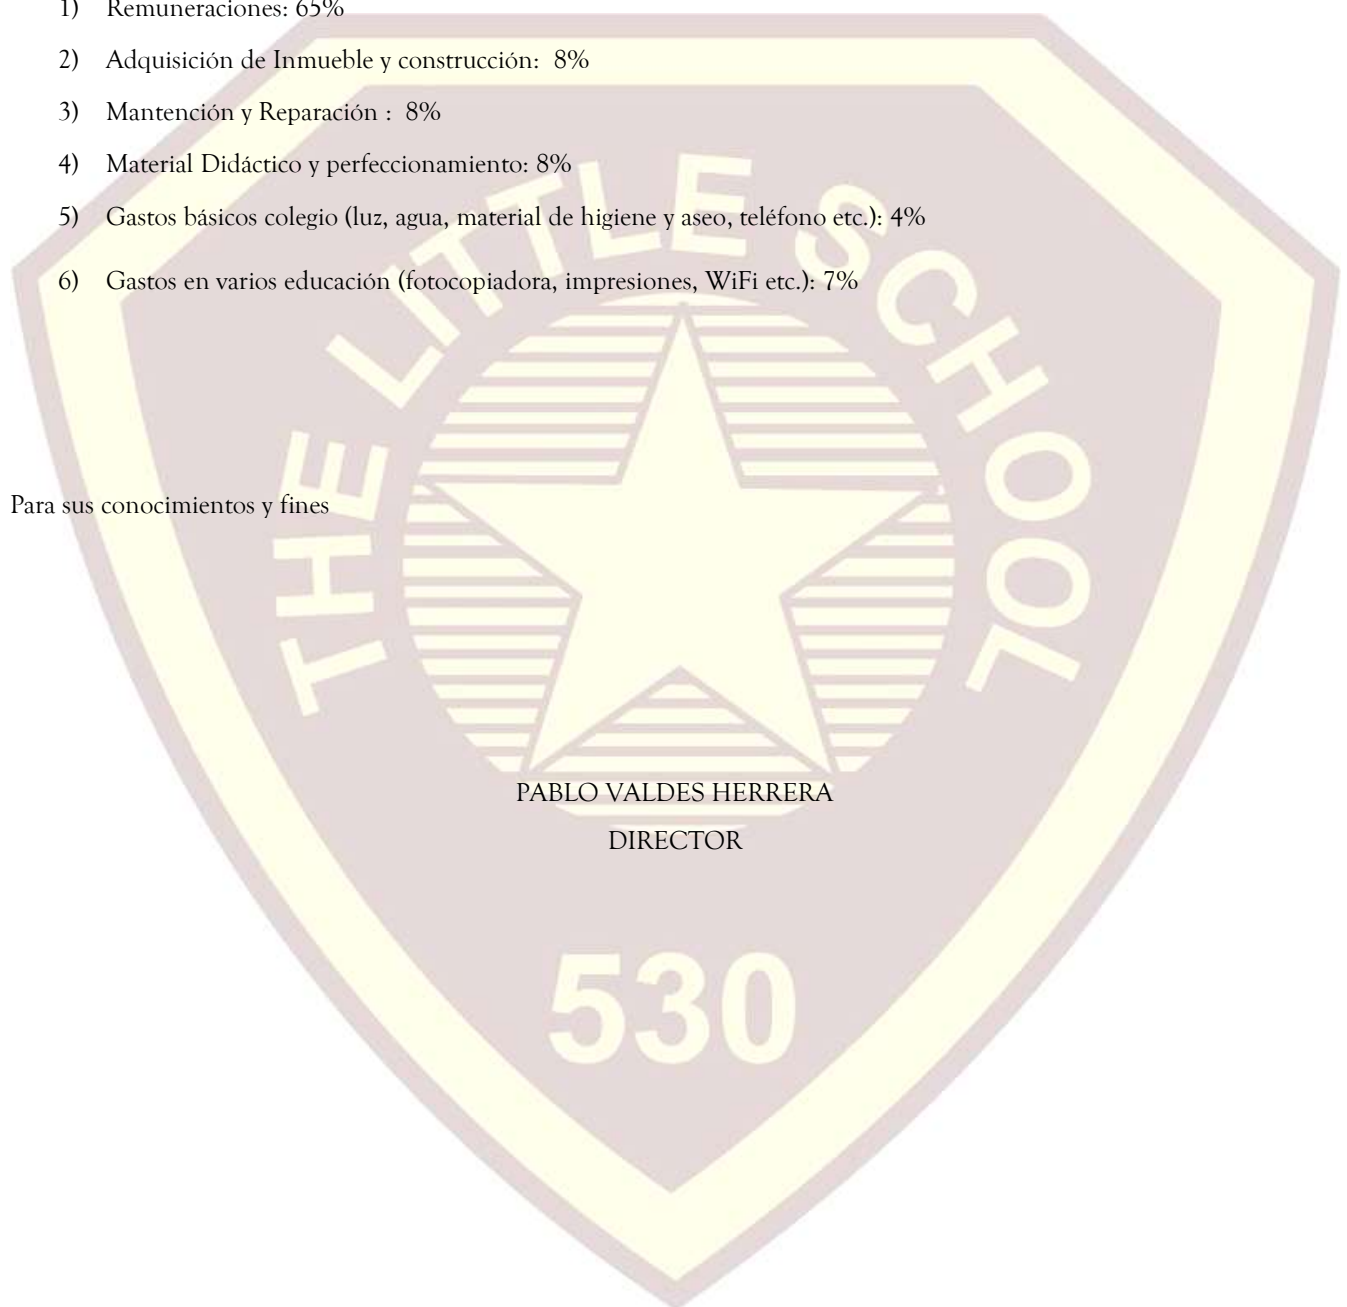 1) Remuneraciones: 65%
2) Adquisición de Inmueble y construcción: 8%
3) Mantención y Reparación : 8%
4) Material Didáctico y perfeccionamiento: 8%
5) Gastos básicos colegio (luz, agua, material de higiene y aseo, teléfono etc.): 4%
6) Gastos en varios educación (fotocopiadora, impresiones, WiFi etc.): 7%
THE LITTLE SCHOOL
Para sus conocimientos y fines
PABLO VALDES HERRERA
DIRECTOR
530